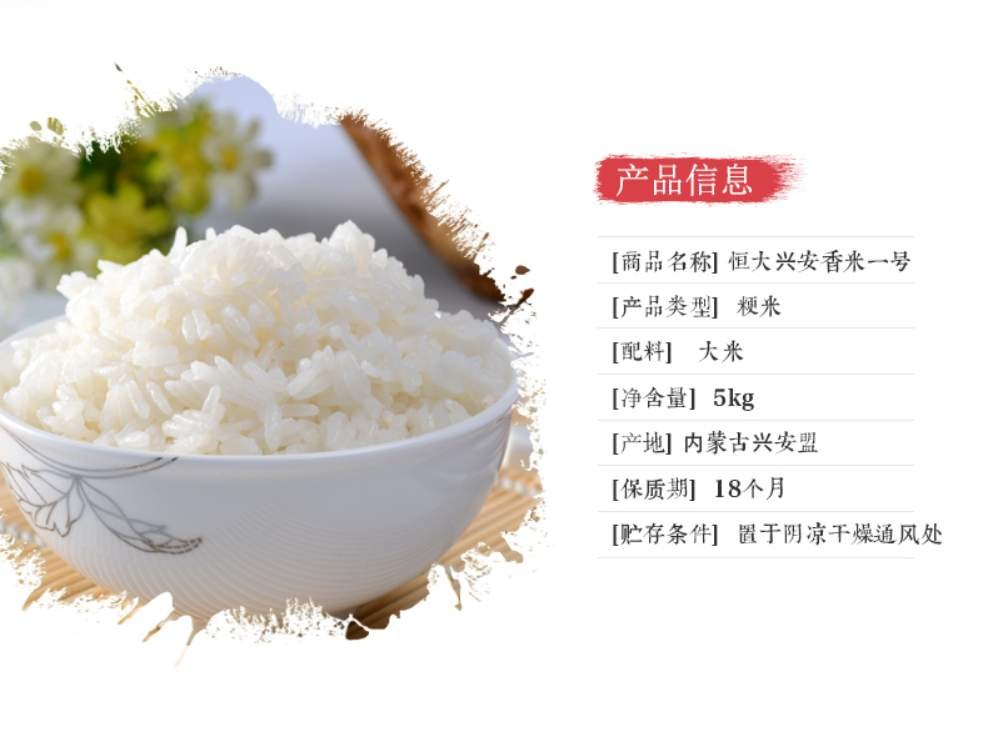 产品信息
[商品名称] 恒大兴安香米一号
[产品类型] 粳米
[配料] 大米
[净含量] 5kg
[产地] 内蒙古兴安盟
[保质期] 18个月
[贮存条件] 置于阴凉干燥通风处